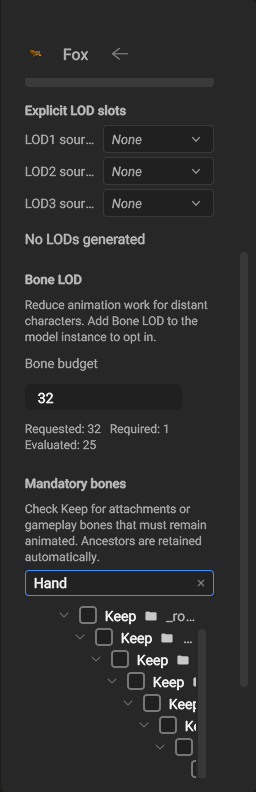 Fox
Explicit LOD slots
LOD1 sour... None
LOD2 sour... None
LOD3 sour... None
No LODs generated
Bone LOD
Reduce animation work for distant
characters. Add Bone LOD to the
model instance to opt in.
Bone budget
32
Requested: 32 Required: 1
Evaluated: 25
Mandatory bones
Check Keep for attachments or
gameplay bones that must remain
animated. Ancestors are retained
automatically.
Hand
Keep _ro...
Keep ...
Keep
Keep
Keep
Ke